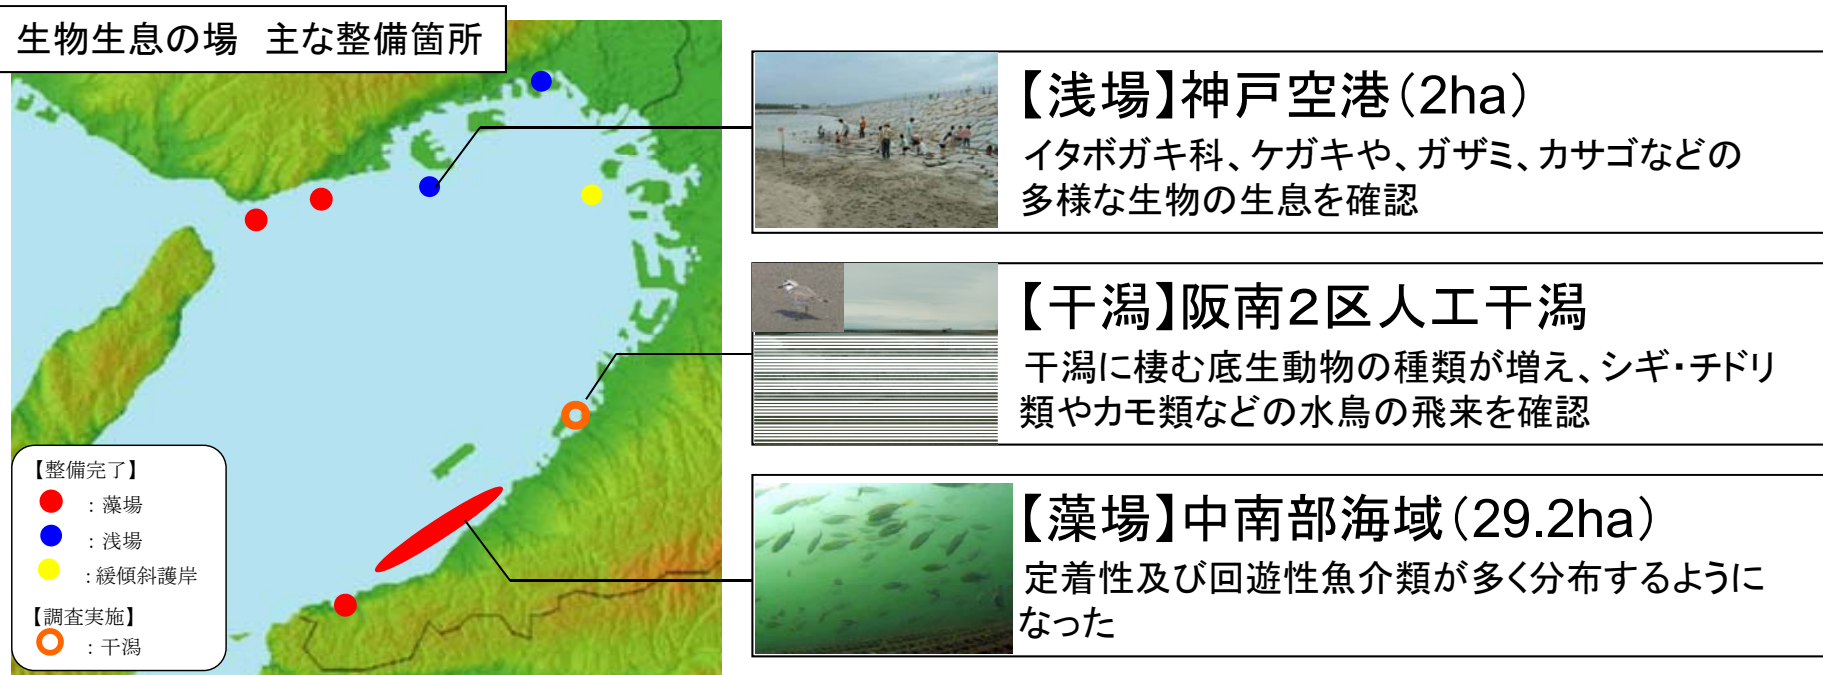 生物生息の場　主な整備箇所
【浅場】神戸空港（2ha）
イタボガキ科、ケガキや、ガザミ、カサゴなどの
多様な生物の生息を確認
【干潟】阪南２区人工干潟
干潟に棲む底生動物の種類が増え、シギ・チドリ
類やカモ類などの水鳥の飛来を確認
【藻場】中南部海域（29.2ha）
定着性及び回遊性魚介類が多く分布するように
なった
【整備完了】
：藻場
：浅場
：緩傾斜護岸
【調査実施】
：干潟